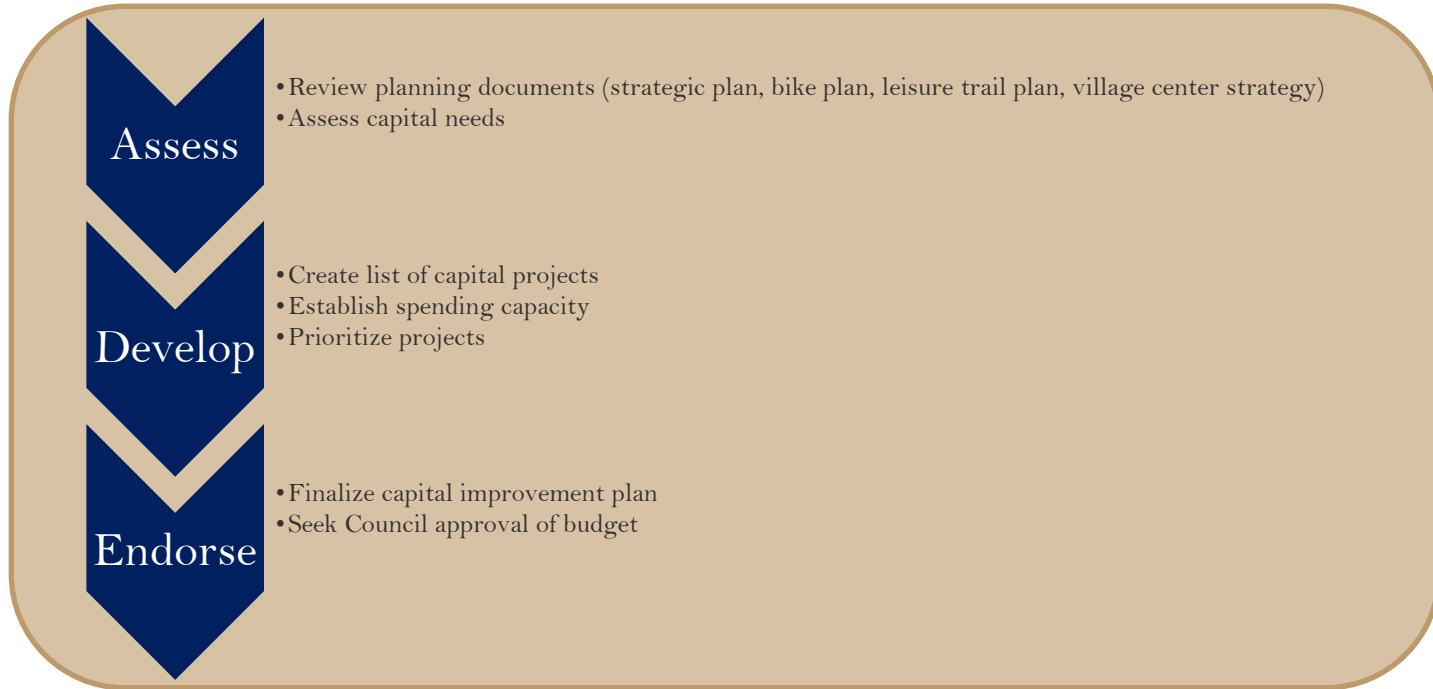 Assess
•Review planning documents (strategic plan, bike plan, leisure trail plan, village center strategy)
•Assess capital needs
Develop
•Create list of capital projects
•Establish spending capacity
•Prioritize projects
Endorse
•Finalize capital improvement plan
•Seek Council approval of budget